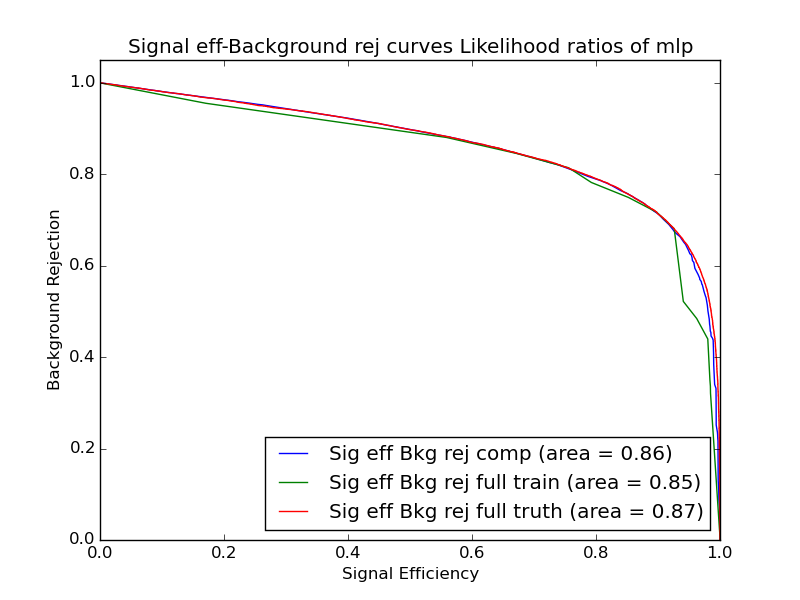 Signal eff-Background rej curves Likelihood ratios of mlp
1.0
0.8
0.6
0.4
0.2
0.0
Background Rejection
Sig eff Bkg rej comp (area = 0.86)
Sig eff Bkg rej full train (area = 0.85)
Sig eff Bkg rej full truth (area = 0.87)
0.0 0.2 0.4 0.6 0.8 1.0
Signal Efficiency